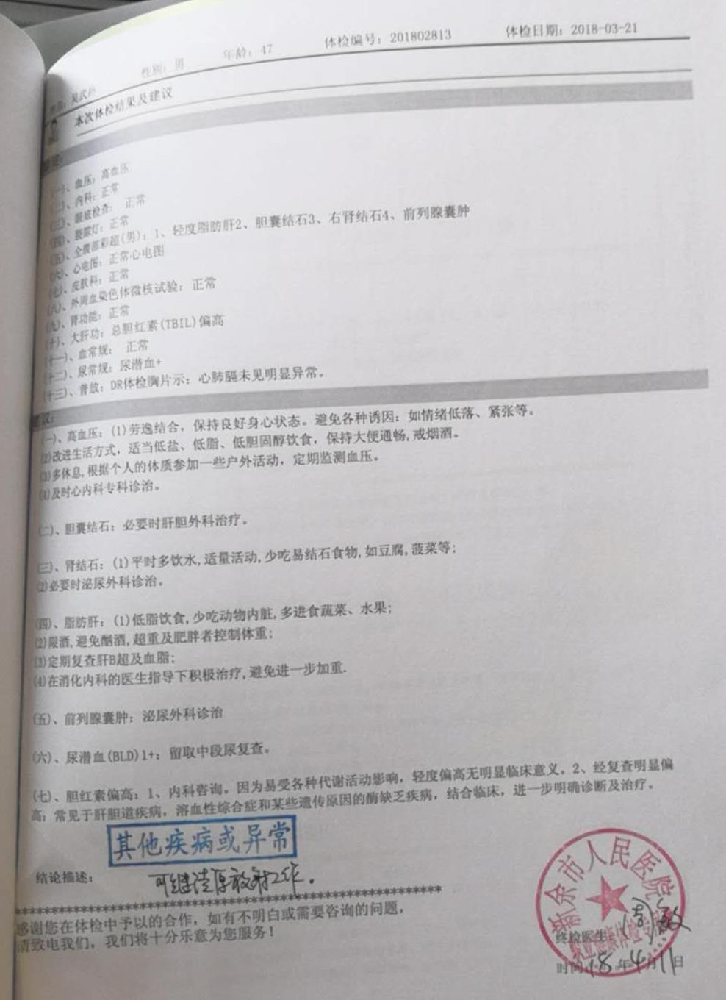 性别：男 年龄：47 体检编号：201802813 体检日期：2018-03-21
本次体检结果及建议
(一)、血压：高血压
(二)、内科：正常
(三)、眼底检查： 正常
(四)、裂隙灯：正常
(五)、全腹部彩超(男)：1、轻度脂肪肝2、胆囊结石3、右肾结石4、前列腺囊肿
(六)、心电图：正常心电图
(七)、皮肤科：正常
(八)、外周血染色体微核试验：正常
(九)、肾功能：正常
(十)、大肝功：总胆红素(TBIL)偏高
(十一)、血常规： 正常
(十二)、尿常规：尿潜血+
(十三)、普放：DR体检胸片示：心肺膈未见明显异常。
议：
(一)、高血压：(1)劳逸结合，保持良好身心状态。避免各种诱因：如情绪低落、紧张等。
(2)改进生活方式，适当低盐、低脂、低胆固醇饮食，保持大便通畅,戒烟酒。
(3)多休息,根据个人的体质参加一些户外活动，定期监测血压。
(4)及时心内科专科诊治。
(二)、胆囊结石：必要时肝胆外科治疗。
(三)、肾结石：(1)平时多饮水,适量活动,少吃易结石食物,如豆腐,菠菜等;
(2)必要时泌尿外科诊治。
(四)、脂肪肝：(1)低脂饮食,少吃动物内脏,多进食蔬菜、水果;
(2)限酒,避免酗酒,超重及肥胖者控制体重;
(3)定期复查肝B超及血脂;
(4)在消化内科的医生指导下积极治疗,避免进一步加重.
(五)、前列腺囊肿：泌尿外科诊治
(六)、尿潜血(BLD)1+：留取中段尿复查。
(七)、胆红素偏高：1、内科咨询。因为易受各种代谢活动影响，轻度偏高无明显临床意义。2、经复查明显偏
高：常见于肝胆道疾病，溶血性综合症和某些遗传原因的酶缺乏疾病，结合临床，进一步明确诊断及治疗。
其他疾病或异常
结论描述： 可继续原放射工作。
******************************************************
感谢您在体检中予以的合作，如有不明白或需要咨询的问题，
请致电我们，我们将十分乐意为您服务！
新余市人民医院
终检医生：
时间：18年4月11日